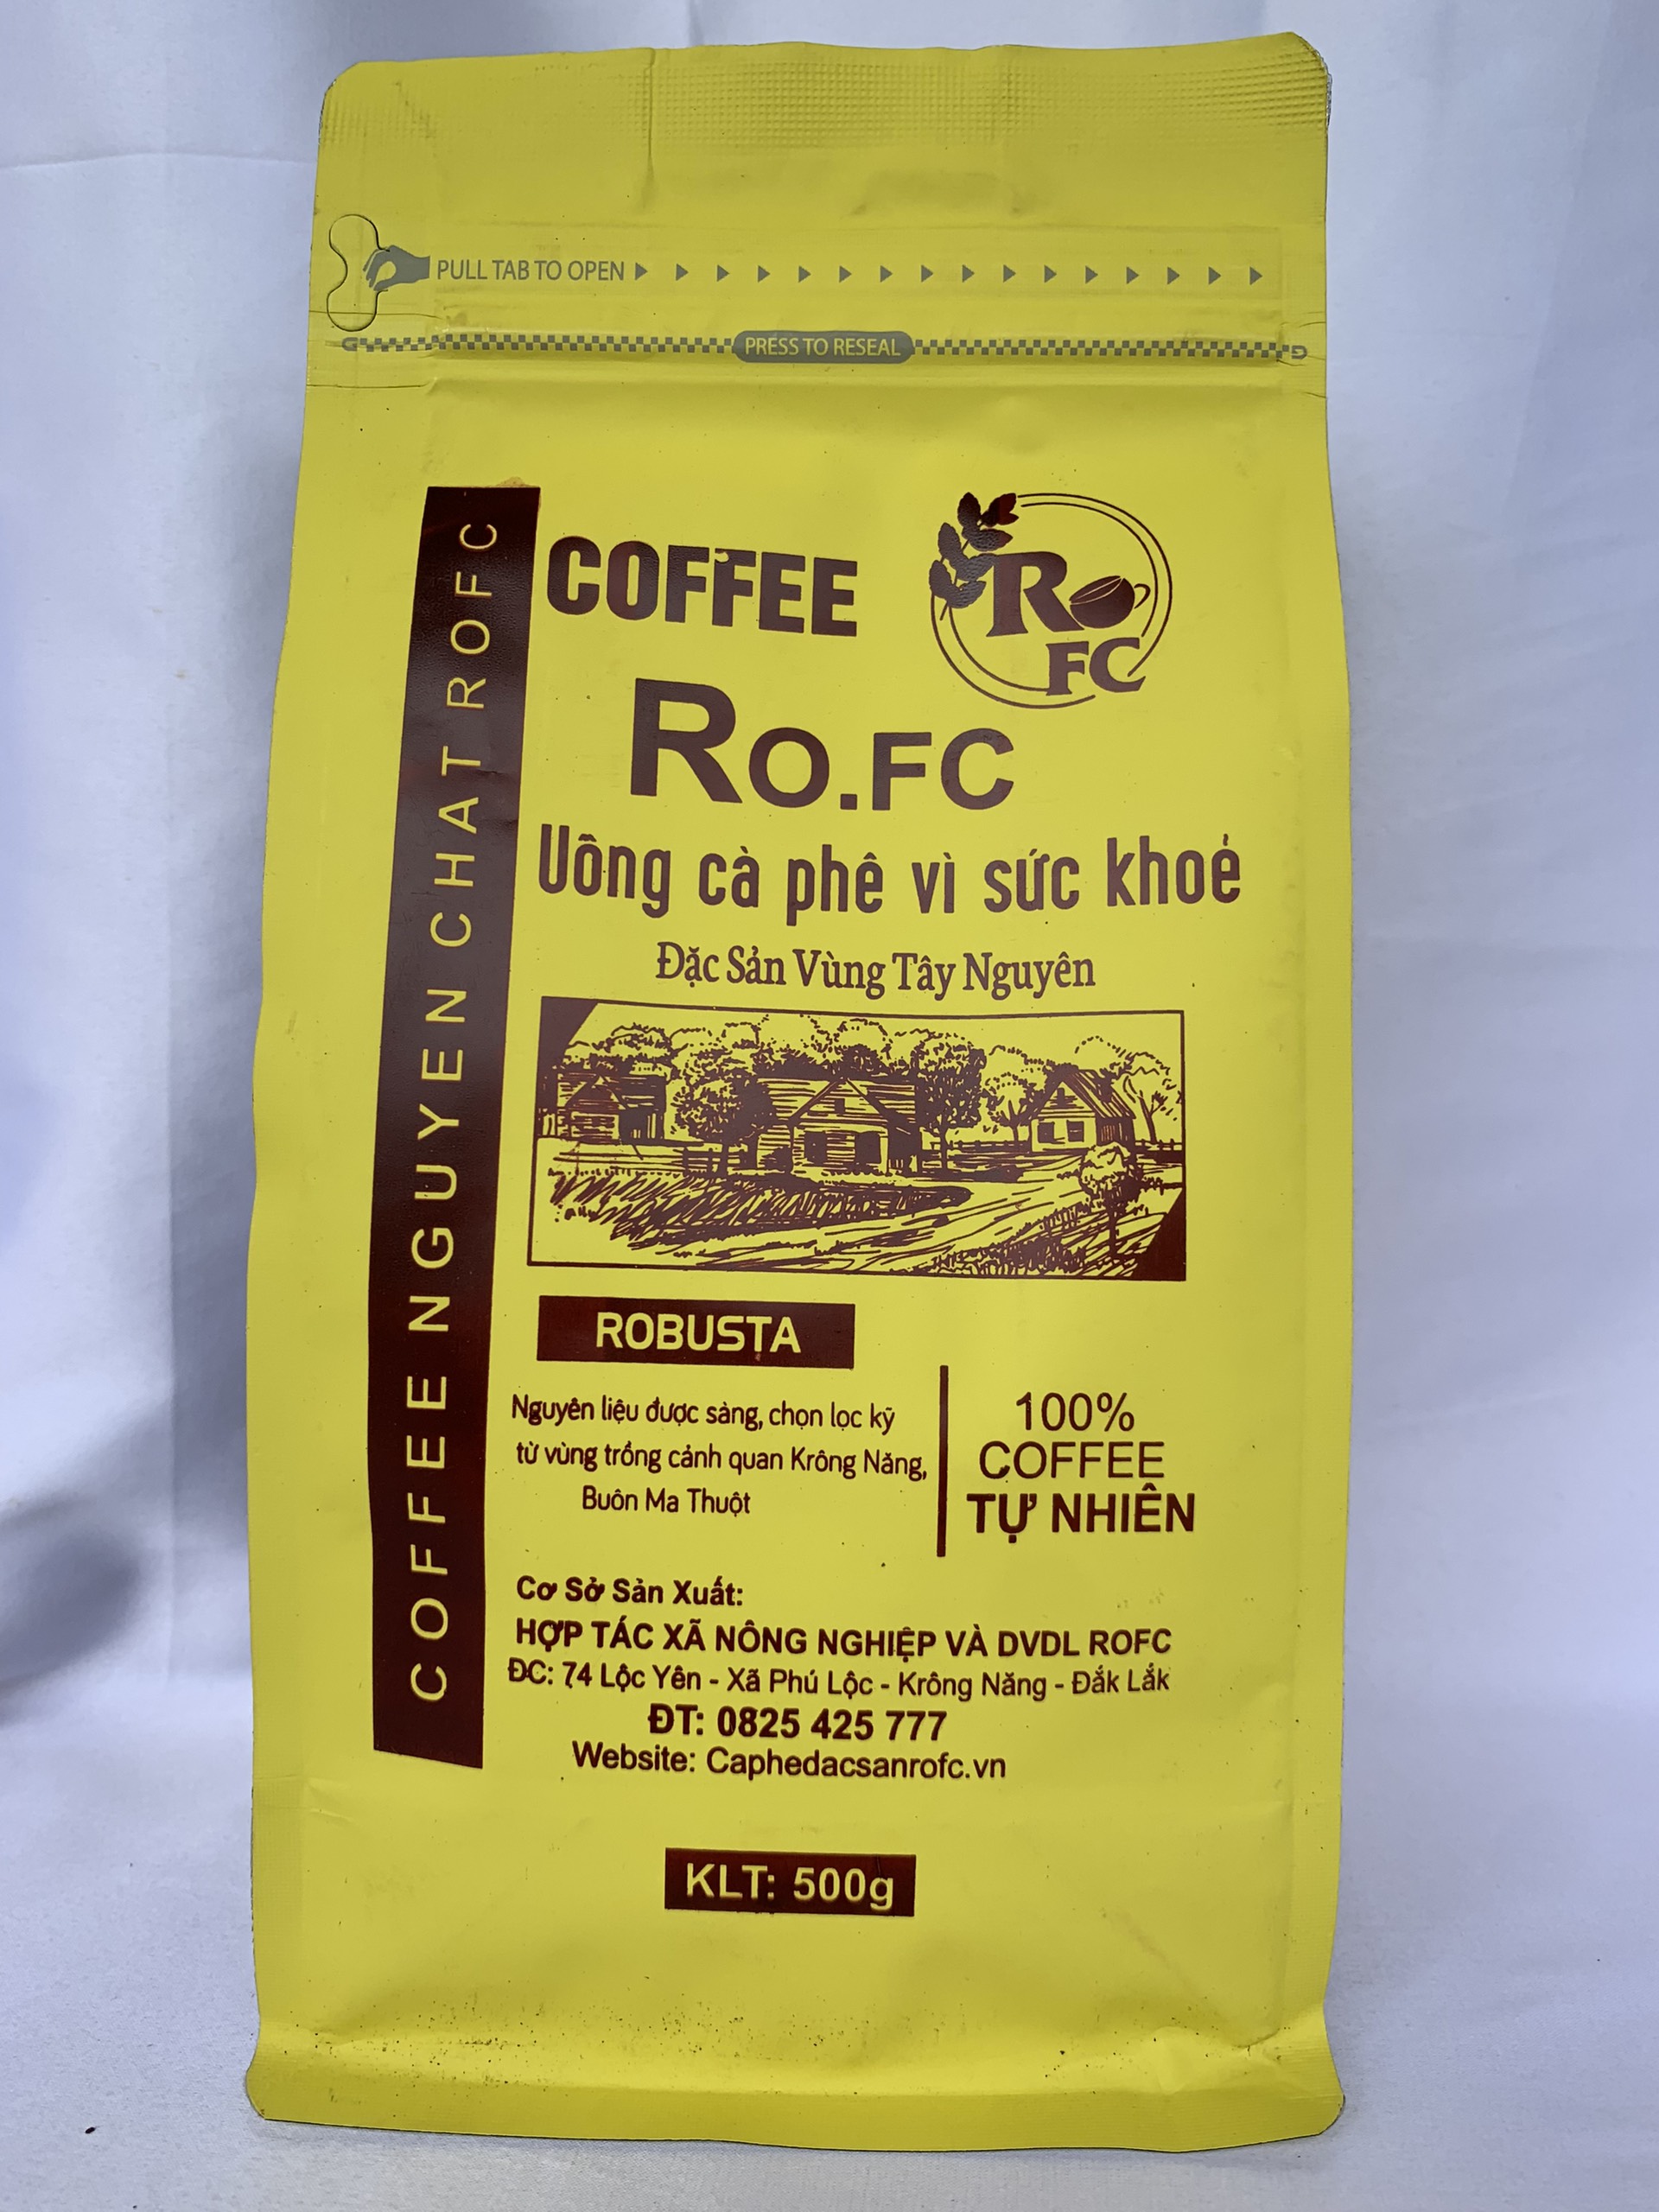 PULL TAB TO OPEN
PRESS TO RESEAL
COFFEE NGUYEN CHAT ROFC
COFFEE
RO
FC
RO.FC
Uông cà phê vì sức khoẻ
Đặc Sản Vùng Tây Nguyên
ROBUSTA
Nguyên liệu được sàng, chọn lọc kỹ
từ vùng trồng cảnh quan Krông Năng,
Buôn Ma Thuột
100%
COFFEE
TỰ NHIÊN
Cơ Sở Sản Xuất:
HỢP TÁC XÃ NÔNG NGHIỆP VÀ DVDL ROFC
ĐC: 74 Lộc Yên - Xã Phú Lộc - Krông Năng - Đắk Lắk
ĐT: 0825 425 777
Website: Caphedacsanrofc.vn
KLT: 500g